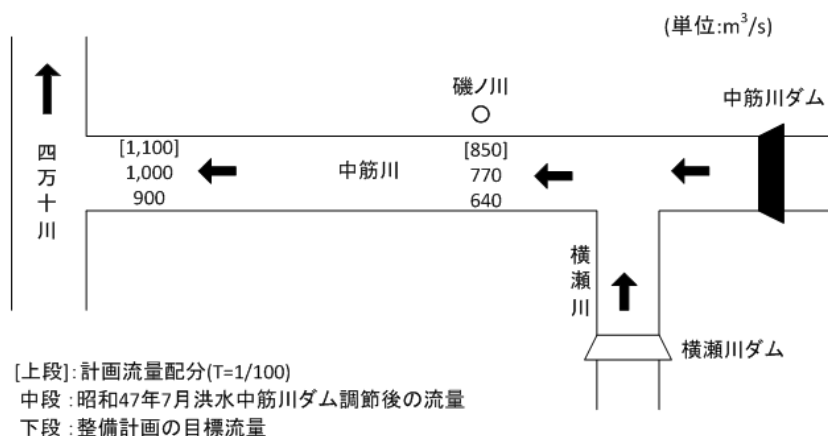 (単位:m³/s)
中筋川ダム
磯ノ川
[1,100]
1,000
900
中筋川
[850]
770
640
四万十川
横瀬川
横瀬川ダム
[上段]:計画流量配分(T=1/100)
中段:昭和47年7月洪水中筋川ダム調節後の流量
下段:整備計画の目標流量